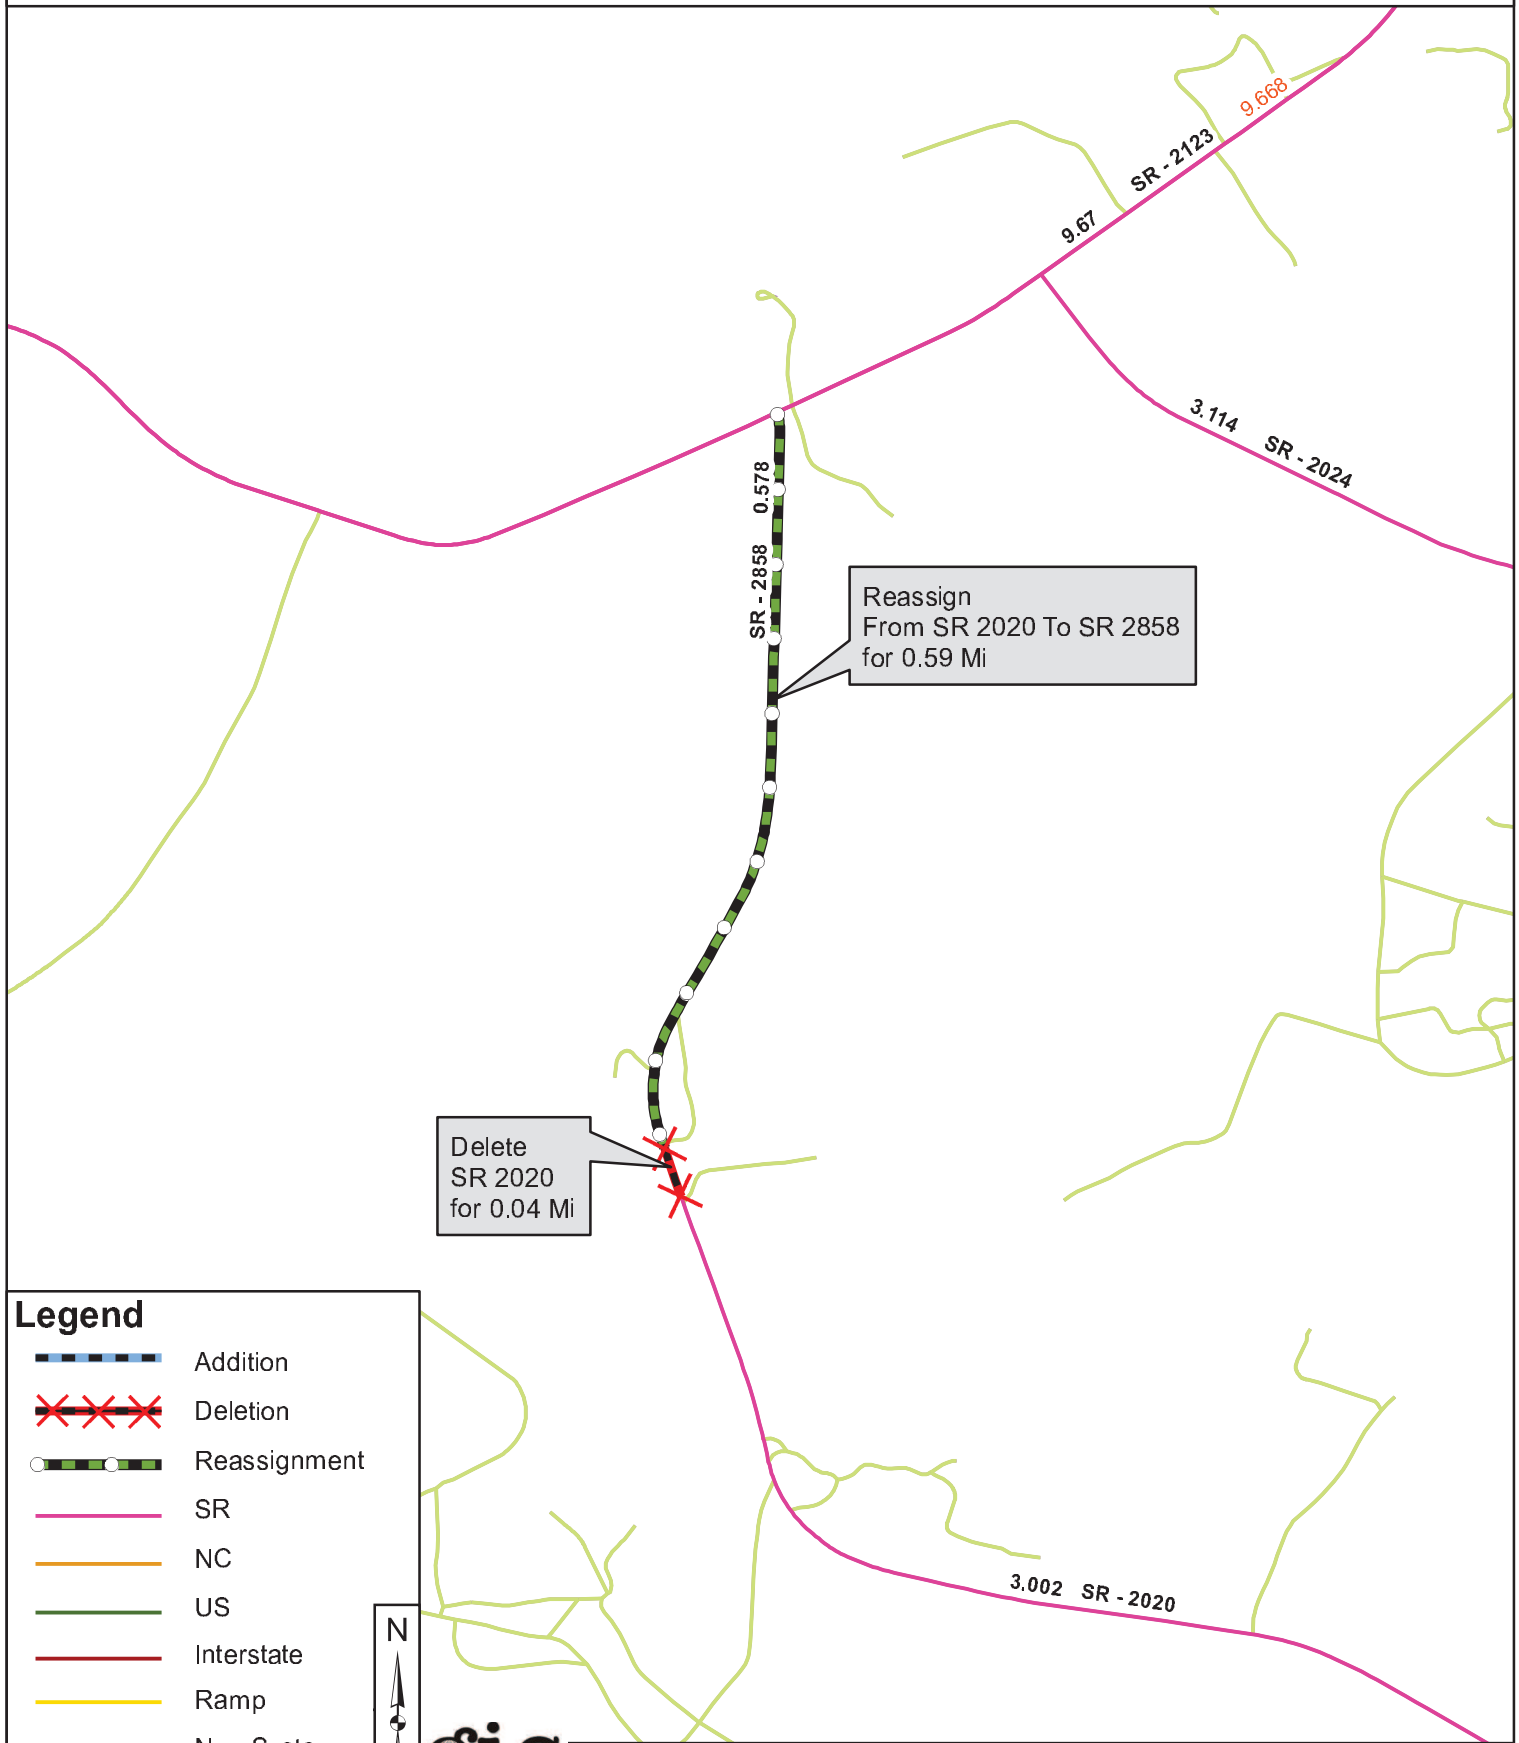 9.668
SR - 2123
9.67
3.114 SR - 2024
0.578
SR - 2858
Reassign
From SR 2020 To SR 2858
for 0.59 Mi
Delete
SR 2020
for 0.04 Mi
Legend
Addition
Deletion
Reassignment
SR
NC
US
Interstate
Ramp
N
3.002 SR - 2020